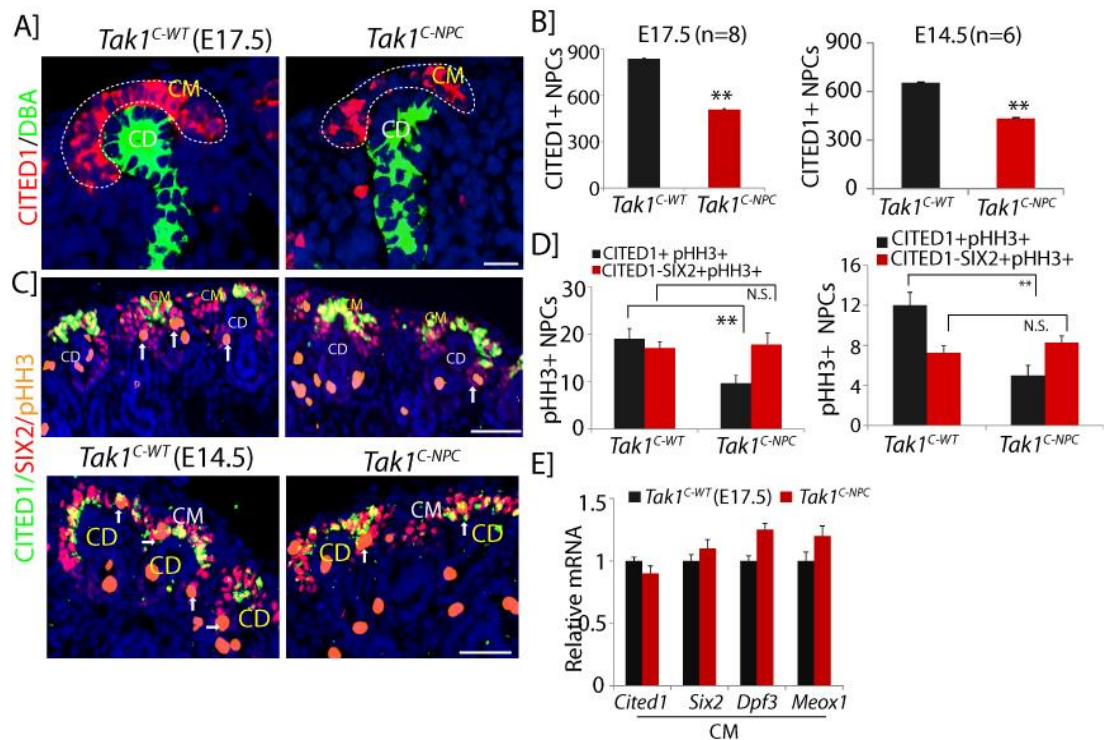 A]
Tak1C-WT (E17.5)
Tak1C-NPC
CITED1/DBA
CM
CD
CM
CD
B]
E17.5 (n=8)
CITED1+ NPCs
900
600
300
0
**
Tak1C-WT
Tak1C-NPC
E14.5(n=6)
CITED1+ NPCs
900
600
300
0
**
Tak1C-WT
Tak1C-NPC
C]
CITED1/SIX2/pHH3
CM
CM
CD
CD
CM
CM
CD
CD
Tak1C-WT (E14.5)
Tak1C-NPC
CM
CD
CD
CD
CM
CD
CD
D]
CITED1+ pHH3+
CITED1-SIX2+pHH3+
pHH3+ NPCs
30
20
10
0
N.S.
**
Tak1C-WT
Tak1C-NPC
CITED1+pHH3+
CITED1-SIX2+pHH3+
pHH3+ NPCs
16
12
8
4
0
**
N.S.
Tak1C-WT
Tak1C-NPC
E]
Tak1C-WT (E17.5)
Tak1C-NPC
Relative mRNA
1.5
1
0.5
0
Cited1 Six2 Dpf3 Meox1
CM